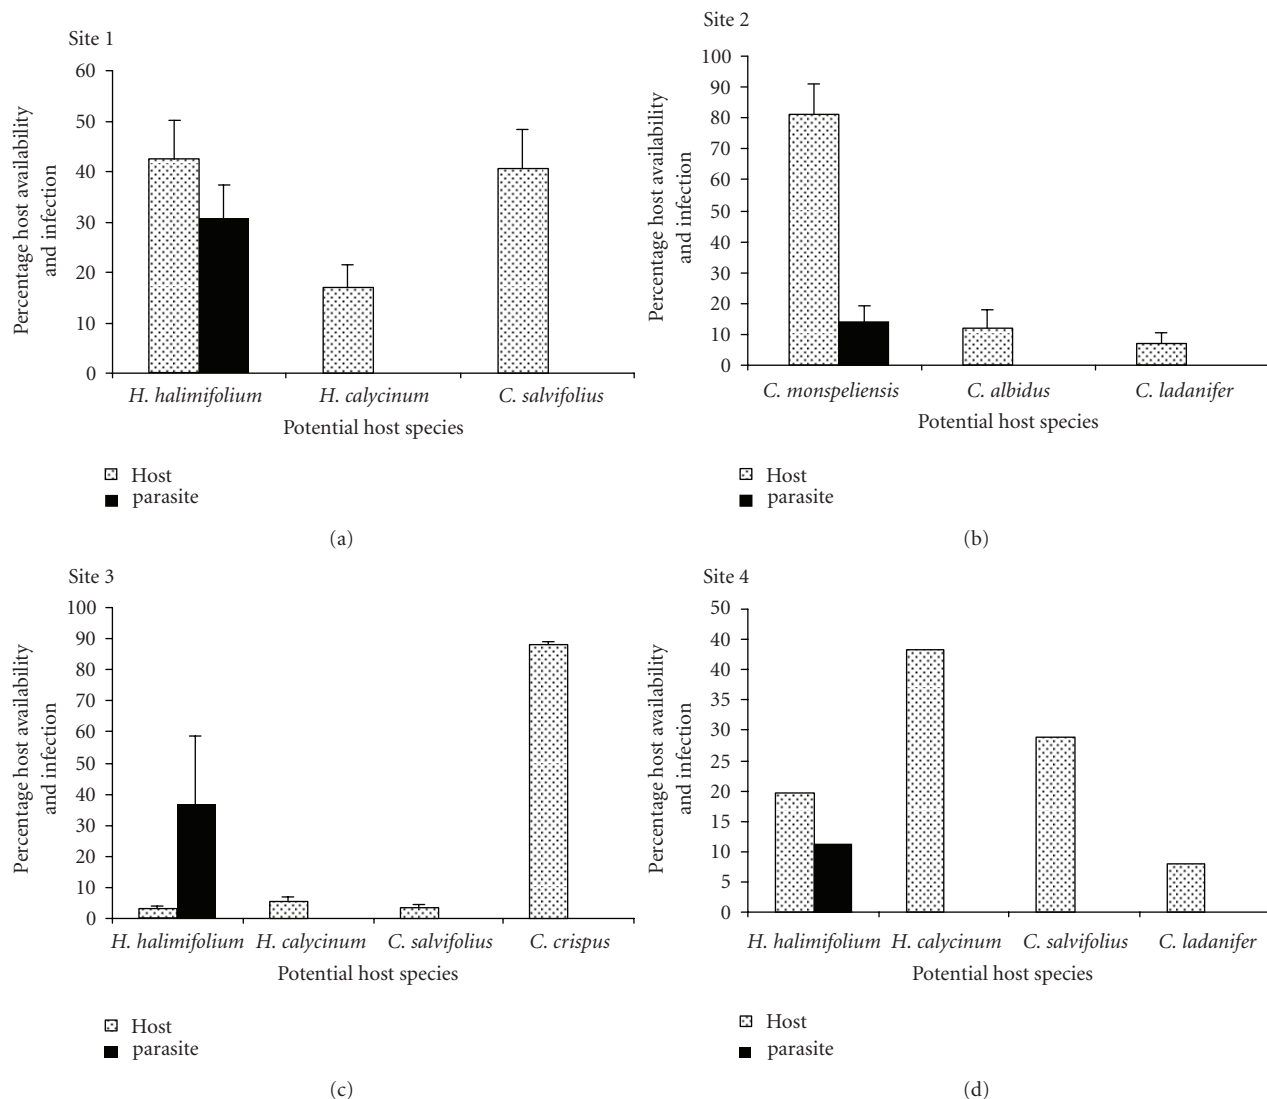 Site 1
60
50
40
30
20
10
0
Percentage host availability
and infection
H. halimifolium H. calycinum C. salvifolius
Potential host species
Host
parasite
(a)
Site 2
100
90
80
70
60
50
40
30
20
10
0
Percentage host availability
and infection
C. monspeliensis C. albidus C. ladanifer
Potential host species
Host
parasite
(b)
Site 3
100
90
80
70
60
50
40
30
20
10
0
Percentage host availability
and infection
H. halimifolium H. calycinum C. salvifolius C. crispus
Potential host species
Host
parasite
(c)
Site 4
50
40
40
30
30
25
20
15
10
5
0
Percentage host availability
and infection
H. halimifolium H. calycinum C. salvifolius C. ladanifer
Potential host species
Host
parasite
(d)